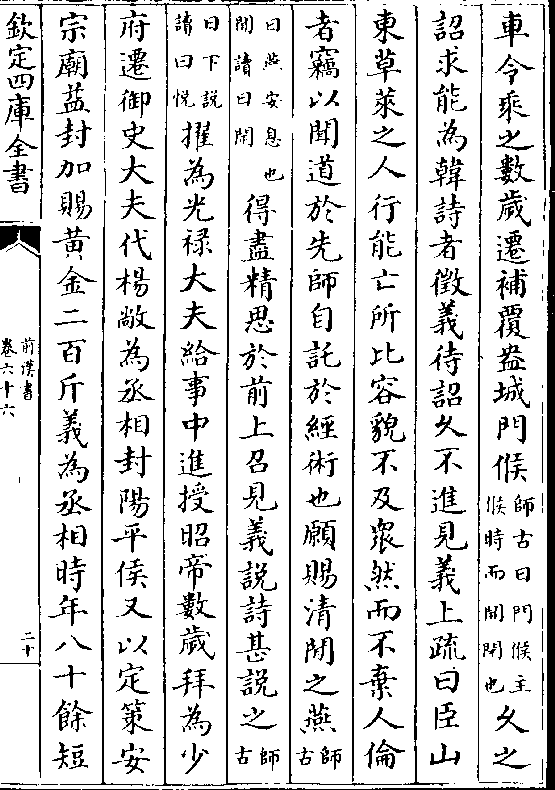 車令乘之數歲遷補覆盎城門候師古曰門候主候時而開閉也久之
詔求能為韓詩者徵義待詔久不進見義上疏曰臣山
東草萊之人行能亡所比容貌不及衆然而不棄人倫
者竊以聞道於先師自託於經術也願賜清閒之燕師古
曰燕安息也閒讀曰閑得盡精思於前上召見義說詩甚說之師古
曰下說讀曰悅擢為光禄大夫給事中進授昭帝數歲拜為少
府遷御史大夫代楊敞為丞相封陽平侯又以定策安
宗廟益封加賜黃金二百斤義為丞相時年八十餘短
欽定四庫全書
前漢書
卷六十六
二十